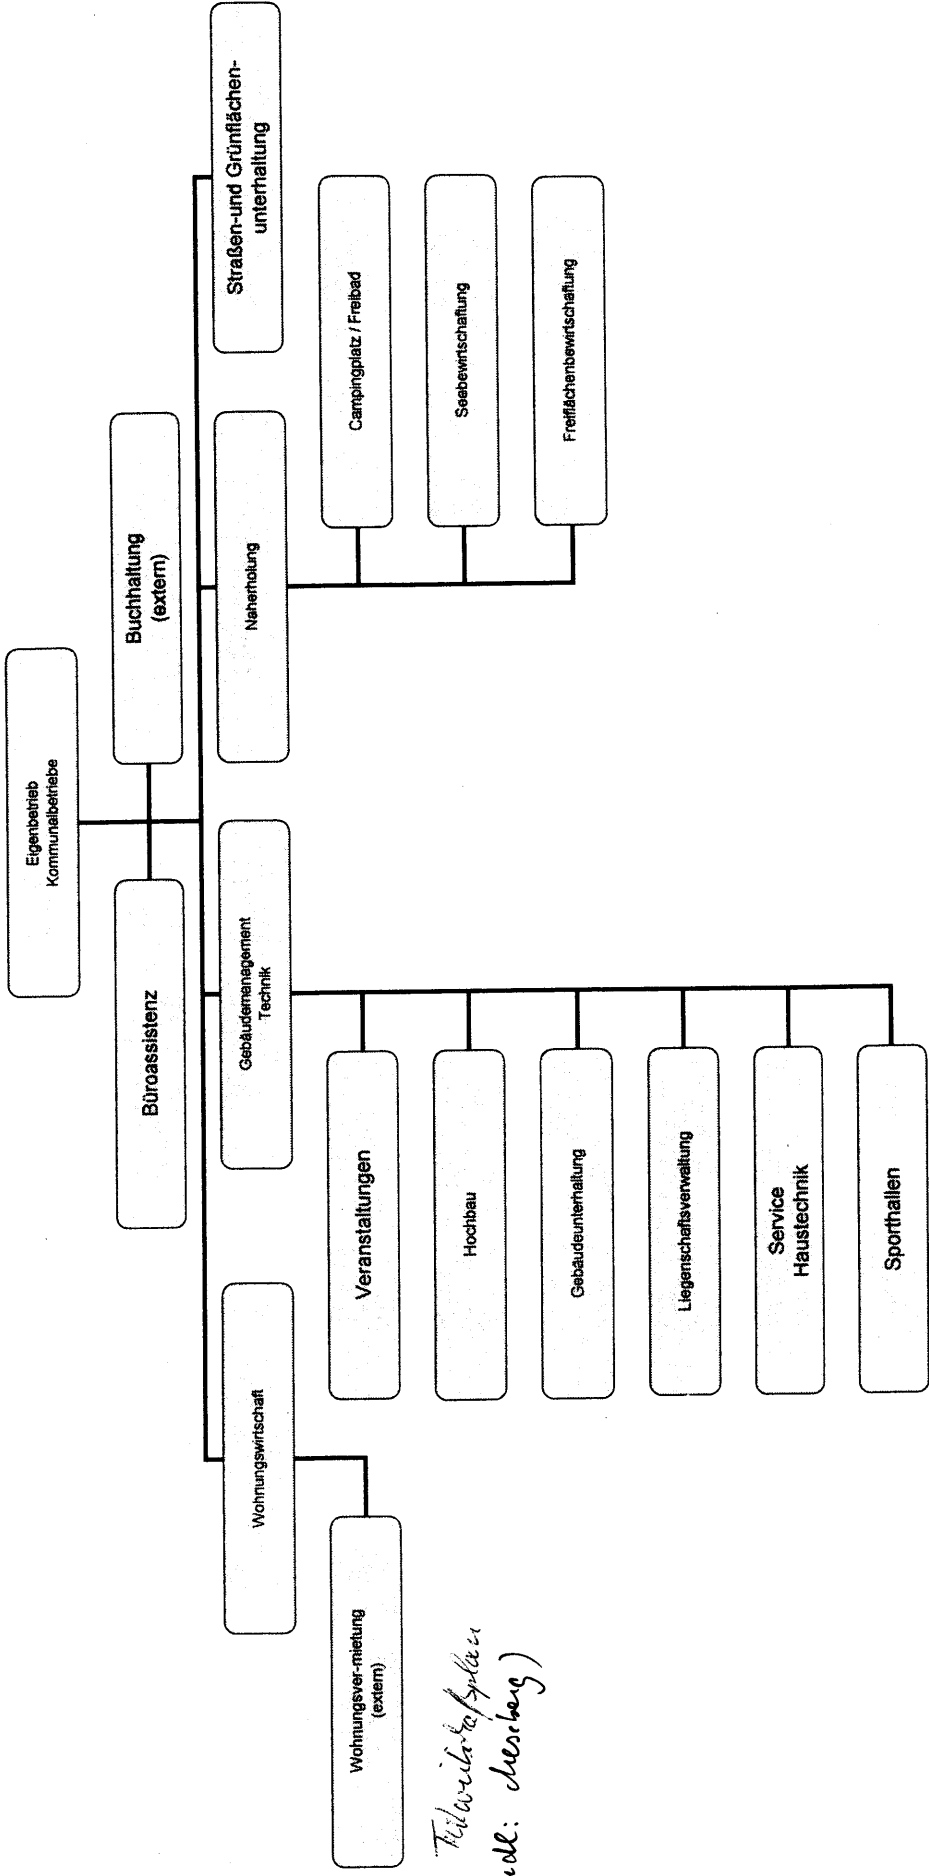 Eigenbetrieb
Kommunalbetriebe
Büroassistenz
Buchhaltung
(extern)
Wohnungswirtschaft
Gebäudemanagement
Technik
Naherholung
Straßen-und Grünflächen-
unterhaltung
Wohnungsver-mietung
(extern)
Veranstaltungen
Hochbau
Gebäudeunterhaltung
Liegenschaftsverwaltung
Service
Haustechnik
Sporthallen
Campingplatz / Freibad
Seebewirtschaftung
Freiflächenbewirtschaftung